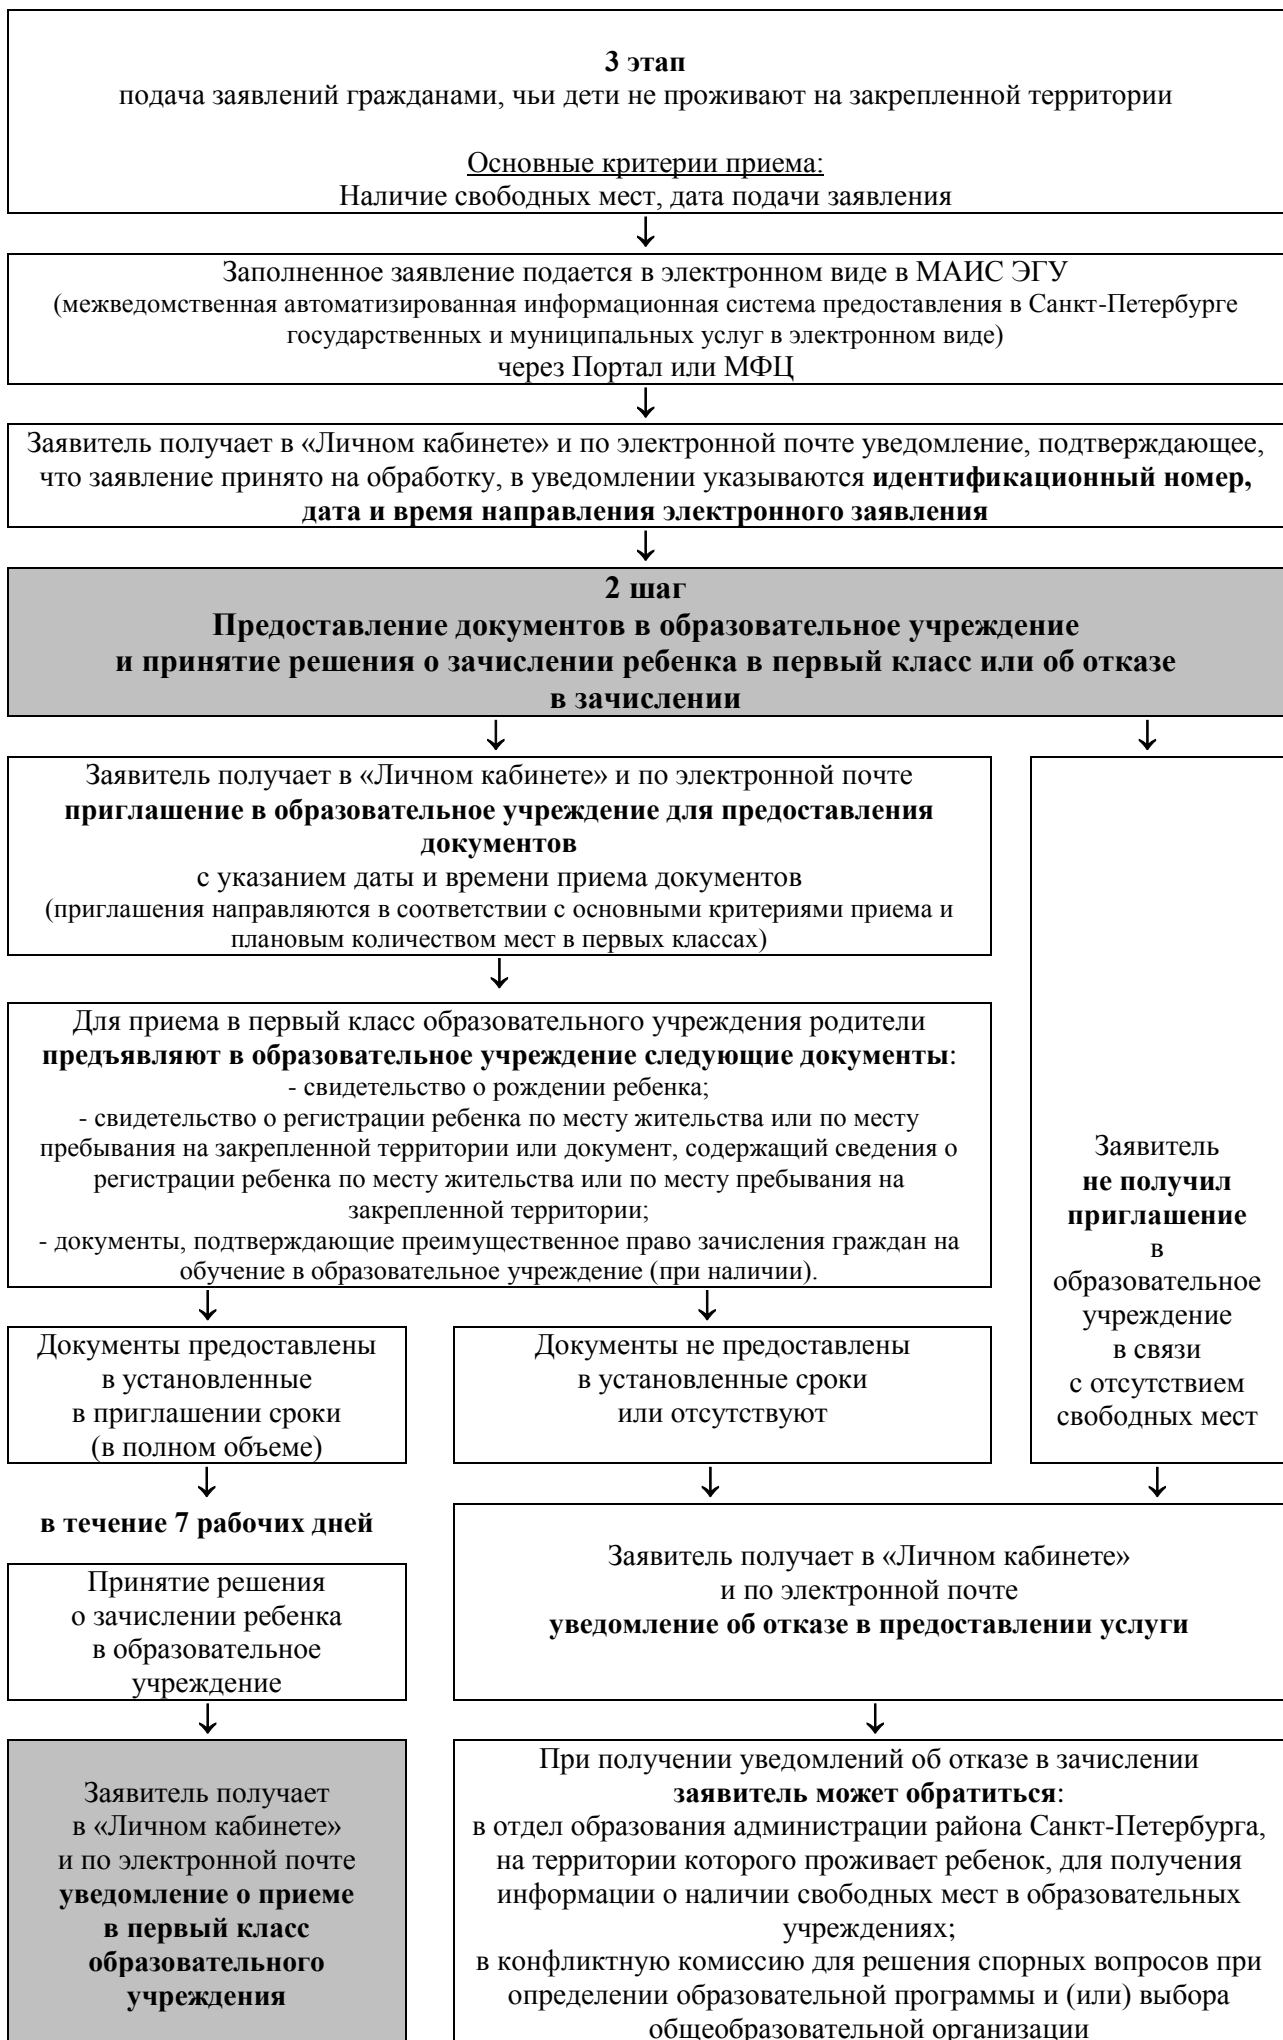 3 этап
подача заявлений гражданами, чьи дети не проживают на закрепленной территории
Основные критерии приема:
Наличие свободных мест, дата подачи заявления
Заполненное заявление подается в электронном виде в МАИС ЭГУ
(межведомственная автоматизированная информационная система предоставления в Санкт-Петербурге
государственных и муниципальных услуг в электронном виде)
через Портал или МФЦ
Заявитель получает в «Личном кабинете» и по электронной почте уведомление, подтверждающее,
что заявление принято на обработку, в уведомлении указываются идентификационный номер,
дата и время направления электронного заявления
2 шаг
Предоставление документов в образовательное учреждение
и принятие решения о зачислении ребенка в первый класс или об отказе
в зачислении
Заявитель получает в «Личном кабинете» и по электронной почте
приглашение в образовательное учреждение для предоставления
документов
с указанием даты и времени приема документов
(приглашения направляются в соответствии с основными критериями приема и
плановым количеством мест в первых классах)
Для приема в первый класс образовательного учреждения родители
предъявляют в образовательное учреждение следующие документы:
- свидетельство о рождении ребенка;
- свидетельство о регистрации ребенка по месту жительства или по месту
пребывания на закрепленной территории или документ, содержащий сведения о
регистрации ребенка по месту жительства или по месту пребывания на
закрепленной территории;
- документы, подтверждающие преимущественное право зачисления граждан на
обучение в образовательное учреждение (при наличии).
Заявитель
не получил
приглашение
в
образовательное
учреждение
в связи
с отсутствием
свободных мест
Документы предоставлены
в установленные
в приглашении сроки
(в полном объеме)
Документы не предоставлены
в установленные сроки
или отсутствуют
в течение 7 рабочих дней
Принятие решения
о зачислении ребенка
в образовательное
учреждение
Заявитель получает в «Личном кабинете»
и по электронной почте
уведомление об отказе в предоставлении услуги
Заявитель получает
в «Личном кабинете»
и по электронной почте
уведомление о приеме
в первый класс
образовательного
учреждения
При получении уведомлений об отказе в зачислении
заявитель может обратиться:
в отдел образования администрации района Санкт-Петербурга,
на территории которого проживает ребенок, для получения
информации о наличии свободных мест в образовательных
учреждениях;
в конфликтную комиссию для решения спорных вопросов при
определении образовательной программы и (или) выбора
общеобразовательной организации